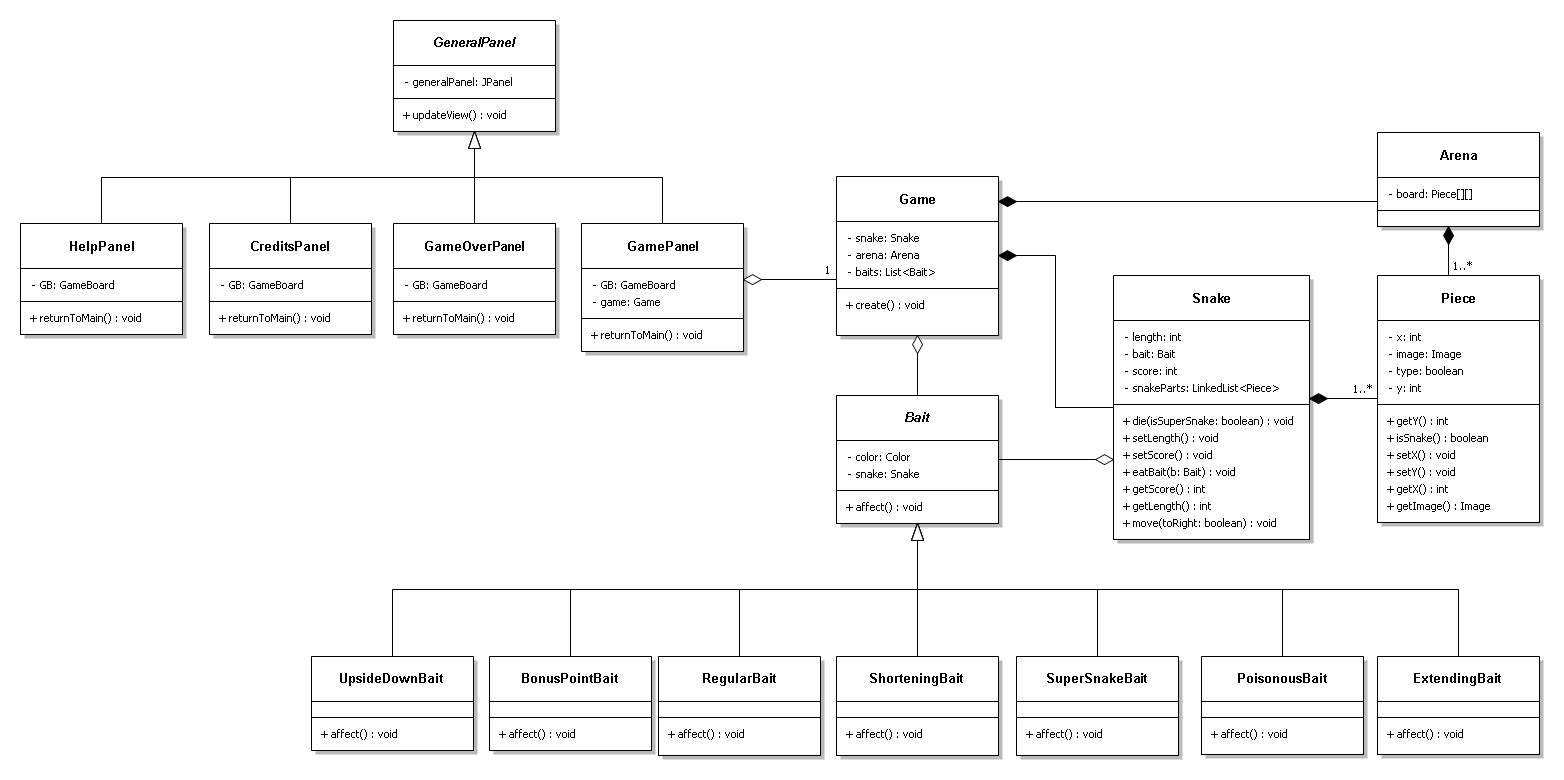 GeneralPanel
- generalPanel: JPanel
+ updateView() : void
HelpPanel
- GB: GameBoard
+ returnToMain() : void
CreditsPanel
- GB: GameBoard
+ returnToMain() : void
GameOverPanel
- GB: GameBoard
+ returnToMain() : void
GamePanel
- GB: GameBoard
- game: Game
+ returnToMain() : void
1
Game
- snake: Snake
- arena: Arena
- baits: List<Bait>
+ create() : void
Arena
- board: Piece[][]
1..*
Snake
- length: int
- bait: Bait
- score: int
- snakeParts: LinkedList<Piece>
+ die(isSuperSnake: boolean) : void
+ setLength() : void
+ setScore() : void
+ eatBait(b: Bait) : void
+ getScore() : int
+ getLength() : int
+ move(toRight: boolean) : void
1..*
Piece
- x: int
- image: Image
- type: boolean
- y: int
+ getY() : int
+ isSnake() : boolean
+ setX() : void
+ setY() : void
+ getX() : int
+ getImage() : Image
Bait
- color: Color
- snake: Snake
+ affect() : void
UpsideDownBait
+ affect() : void
BonusPointBait
+ affect() : void
RegularBait
+ affect() : void
ShorteningBait
+ affect() : void
SuperSnakeBait
+ affect() : void
PoisonousBait
+ affect() : void
ExtendingBait
+ affect() : void